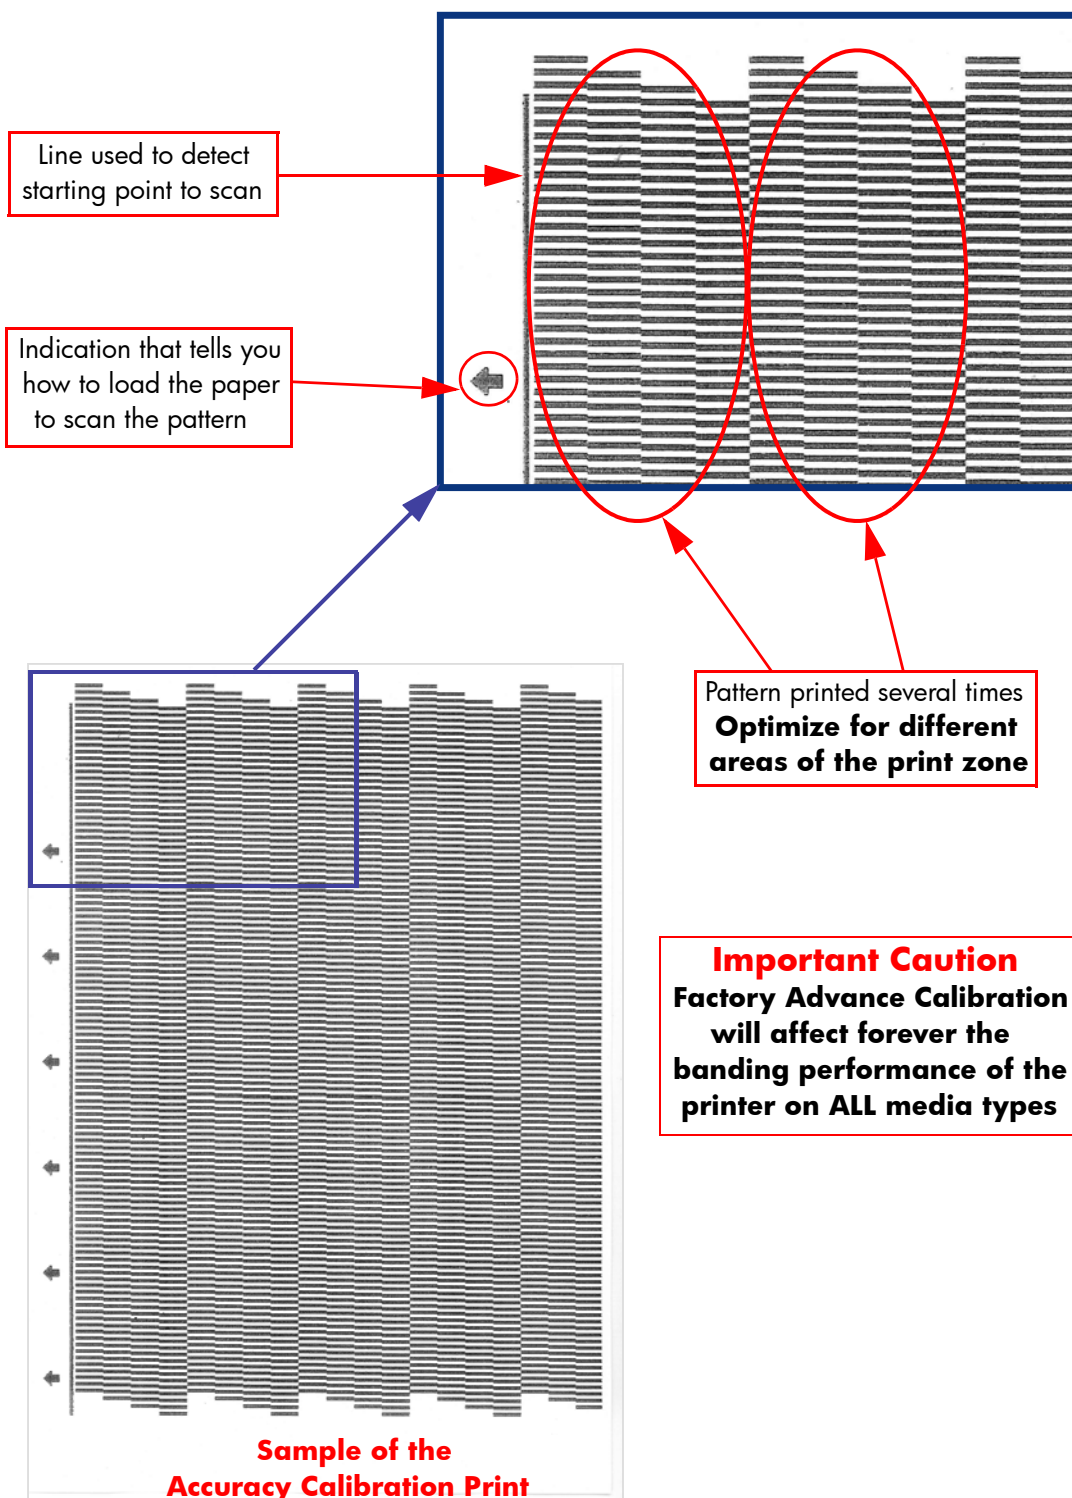 Line used to detect
starting point to scan
Indication that tells you
how to load the paper
to scan the pattern
Pattern printed several times
Optimize for different
areas of the print zone
Important Caution
Factory Advance Calibration
will affect forever the
banding performance of the
printer on ALL media types
Sample of the
Accuracy Calibration Print